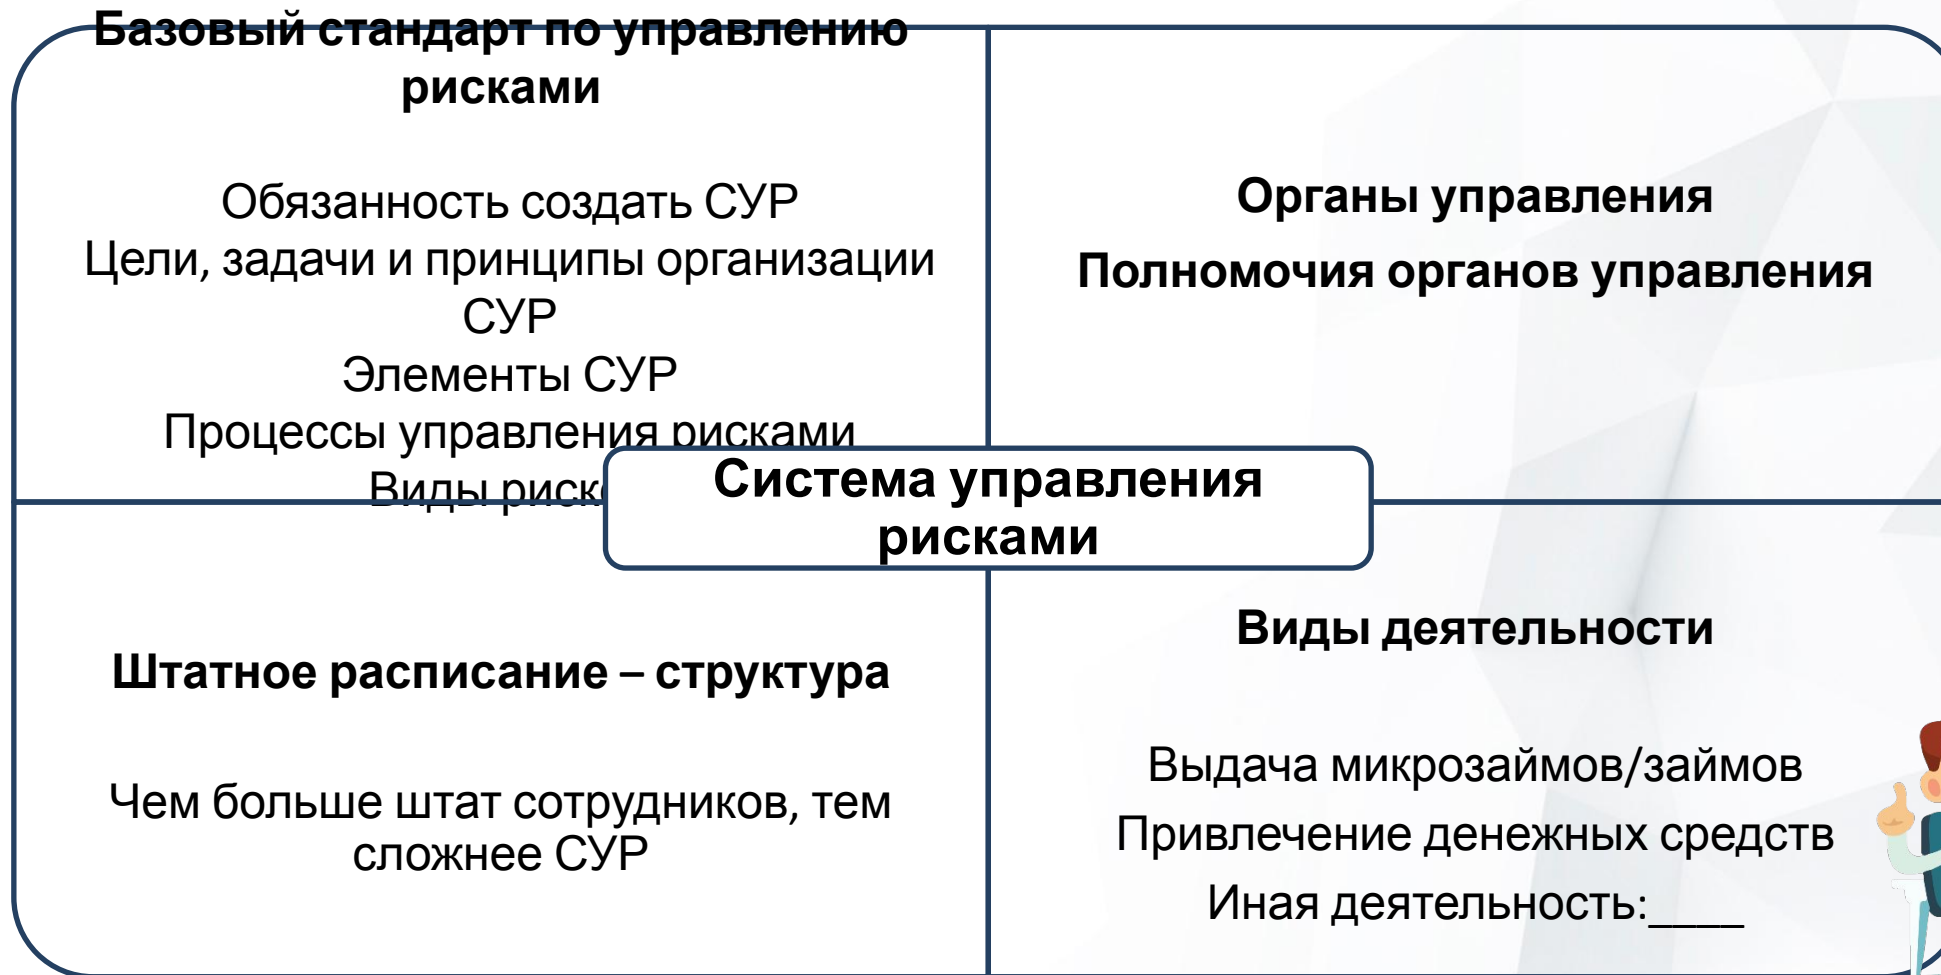 Базовый стандарт по управлению
рисками
Обязанность создать СУР
Цели, задачи и принципы организации
СУР
Элементы СУР
Процессы управления рисками
Виды
Органы управления
Полномочия органов управления
Система управления
рисками
Штатное расписание – структура
Чем больше штат сотрудников, тем
сложнее СУР
Виды деятельности
Выдача микрозаймов/займов
Привлечение денежных средств
Иная деятельность:____